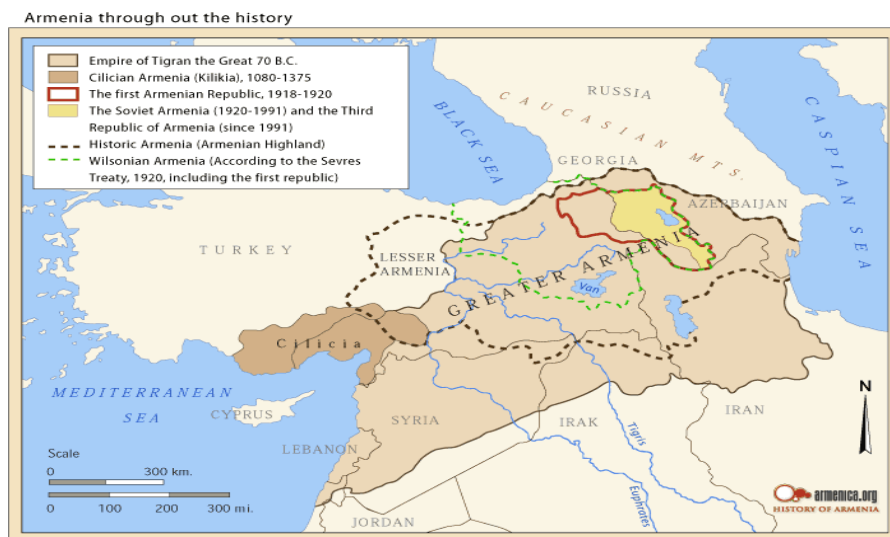 Armenia through out the history
Empire of Tigran the Great 70 B.C.
Cilician Armenia (Kilikia), 1080-1375
The first Armenian Republic, 1918-1920
The Soviet Armenia (1920-1991) and the Third
Republic of Armenia (since 1991)
Historic Armenia (Armenian Highland)
Wilsonian Armenia (According to the Sevres
Treaty, 1920, including the first republic)
RUSSIA
CAUCASIAN MTS.
BLACK SEA
CASPIAN SEA
GEORGIA
AZERBAIJAN
TURKEY
LESSER
ARMENIA
GREATER ARMENIA
Van
Cilicia
MEDITERRANEAN
SEA
CYPRUS
SYRIA
LEBANON
IRAK
IRAN
Tigris
Euphrates
JORDAN
N
Scale
0 300 km.
0 100 200 300 mi.
armenica.org
HISTORY OF ARMENIA